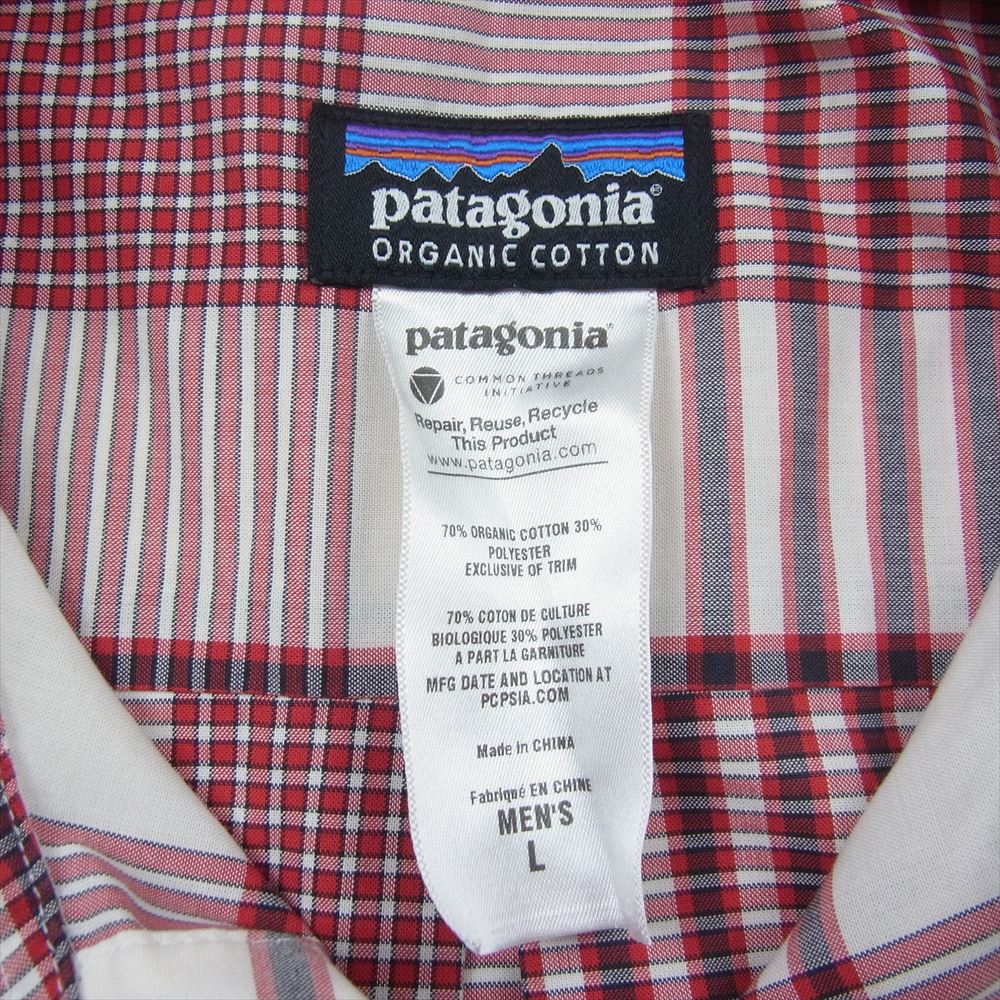 patagonia®
ORGANIC COTTON
patagonia®
COMMON THREADS
INITIATIVE
Repair, Reuse, Recycle
This Product
www.patagonia.com
70% ORGANIC COTTON 30%
POLYESTER
EXCLUSIVE OF TRIM
70% COTON DE CULTURE
BIOLOGIQUE 30% POLYESTER
A PART LA GARNITURE
MFG DATE AND LOCATION AT
PCPSIA.COM
Made in CHINA
Fabriqué EN CHINE
MEN'S
L